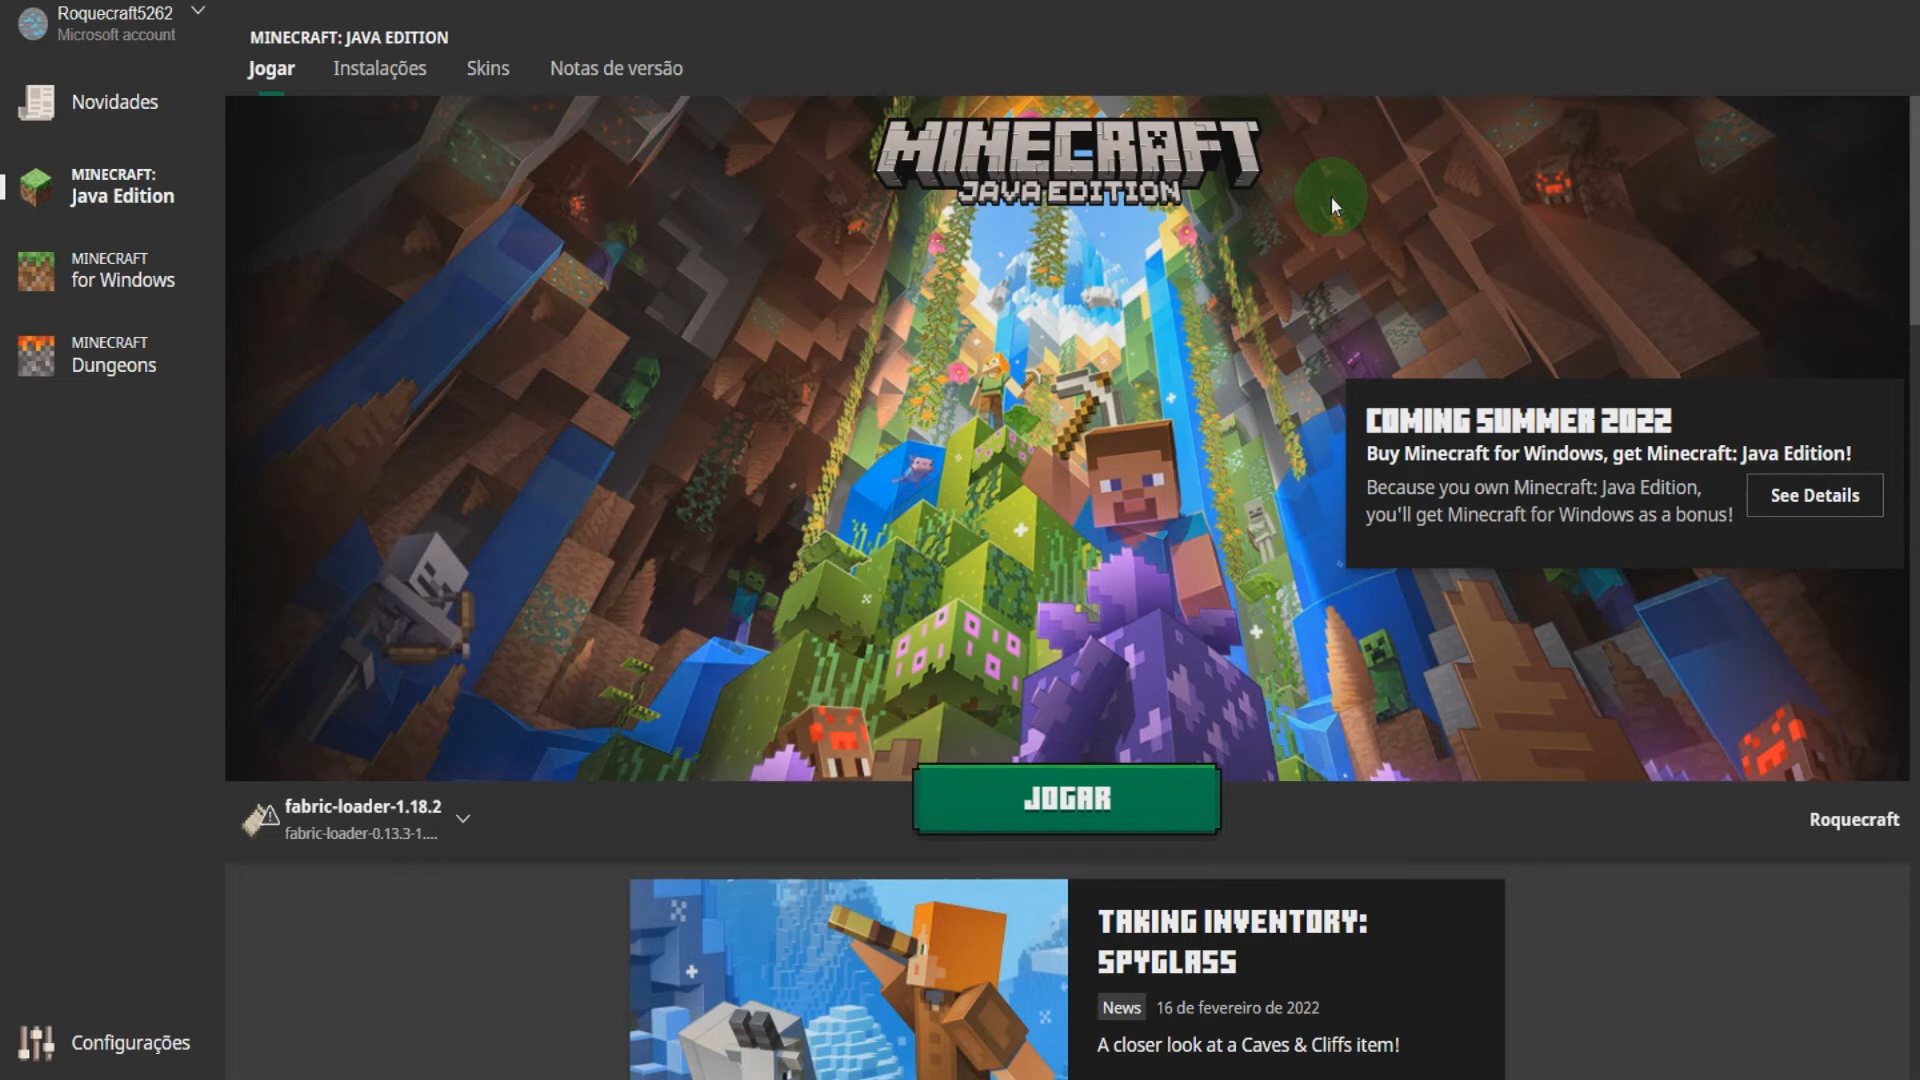 Roquecraft5262
Microsoft account
Novidades
MINECRAFT:
Java Edition
MINECRAFT
for Windows
MINECRAFT
Dungeons
Configurações
MINECRAFT: JAVA EDITION
Jogar
Instalações
Skins
Notas de versão
MINECRAFT
JAVA EDITION
COMING SUMMER 2022
Buy Minecraft for Windows, get Minecraft: Java Edition!
Because you own Minecraft: Java Edition,
you'll get Minecraft for Windows as a bonus!
See Details
fabric-loader-1.18.2
fabric-loader-0.13.3-1....
JOGAR
Roquecraft
TAKING INVENTORY:
SPYGLASS
News
16 de fevereiro de 2022
A closer look at a Caves & Cliffs item!